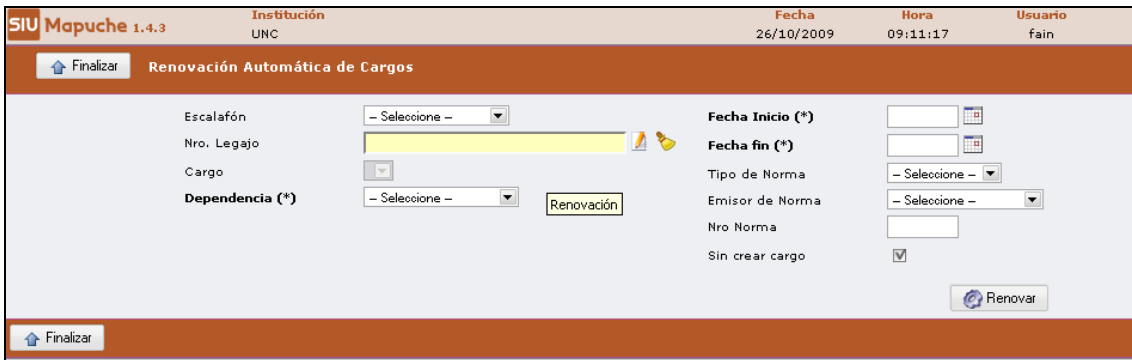 SIU Mapuche 1.4.3
Institución Fecha Hora Usuario
UNC 26/10/2009 09:11:17 fain
Finalizar Renovación Automática de Cargos
Escalafón -- Seleccione -- Fecha Inicio (*)
Nro. Legajo Fecha fin (*)
Cargo Tipo de Norma -- Seleccione --
Dependencia (*) -- Seleccione -- Renovación Emisor de Norma -- Seleccione --
Nro Norma
Sin crear cargo
Renovar
Finalizar